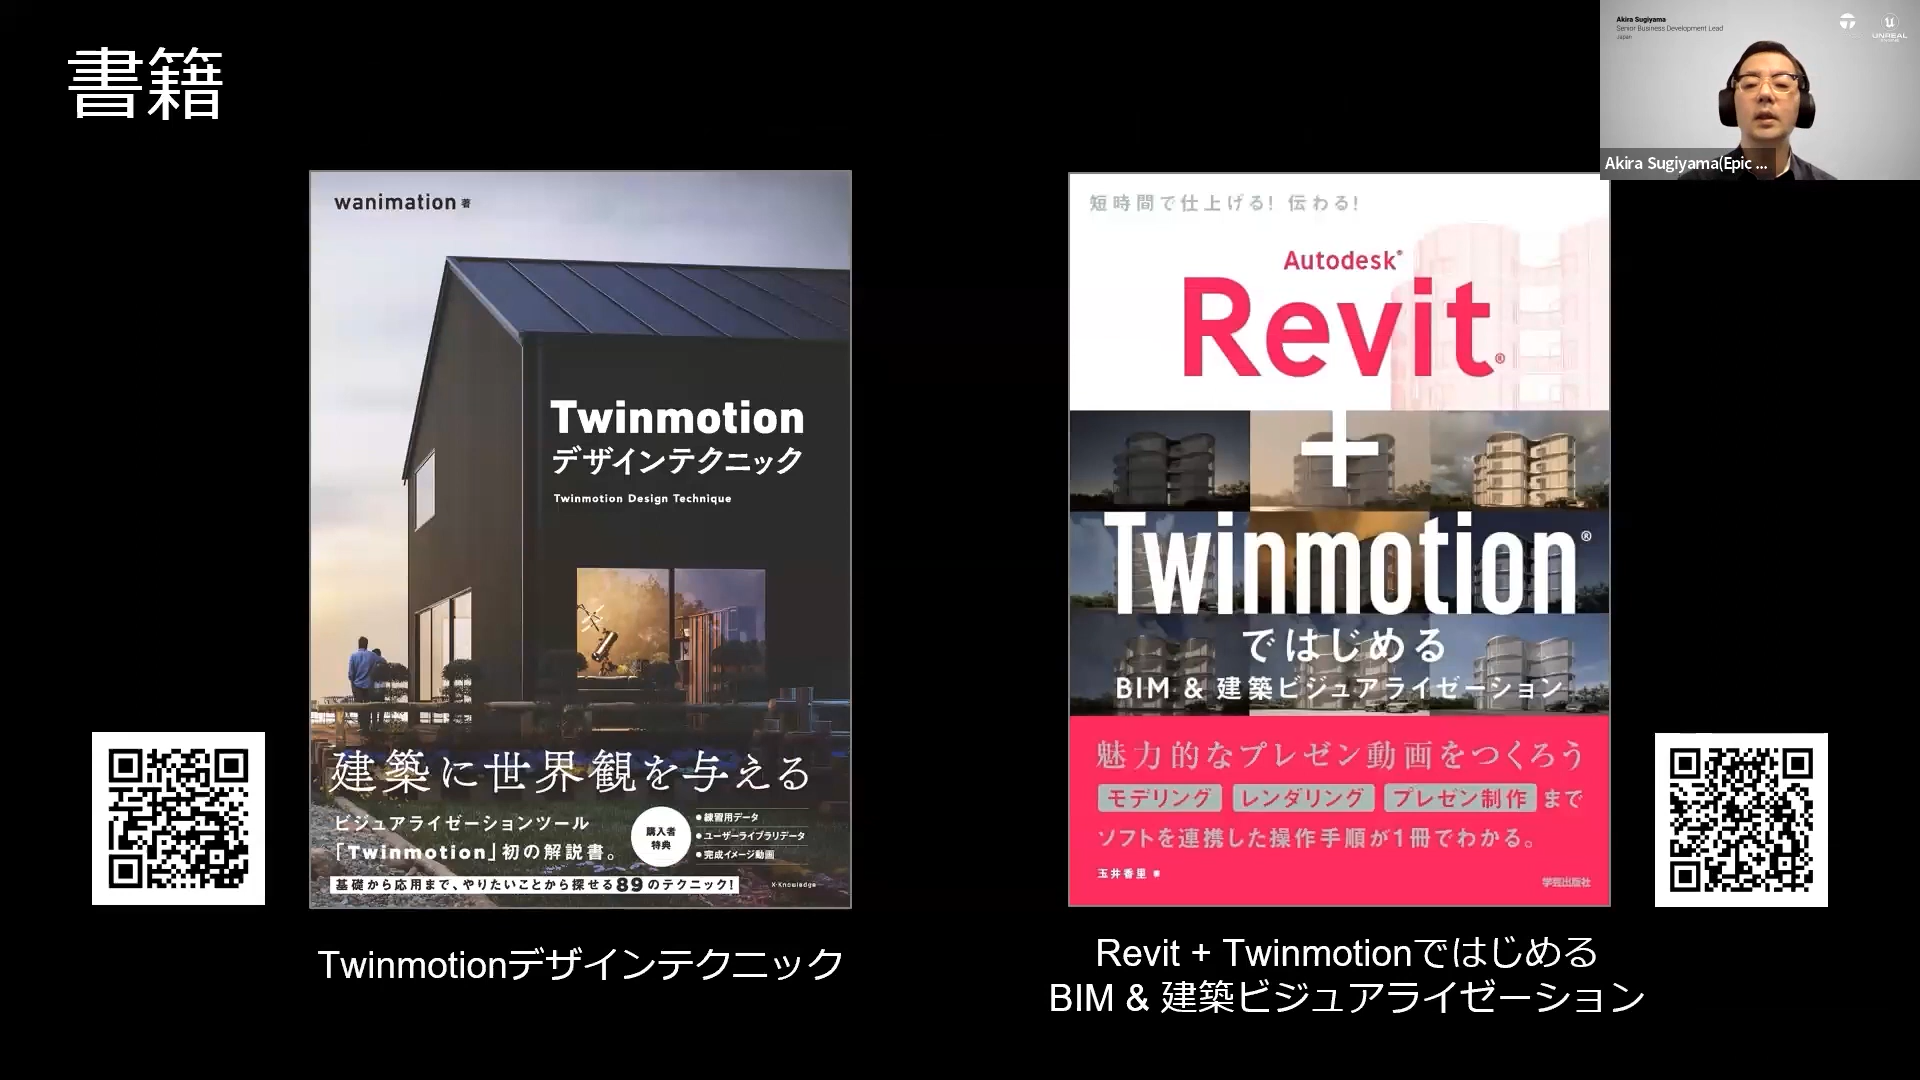 書籍
Akira Sugiyama
Senior Business Development Lead
Japan
UNREAL
Akira Sugiyama(Epic ...
wanimation 著
Twinmotion
デザインテクニック
Twinmotion Design Technique
建築に世界観を与える
ビジュアライゼーションツール
「Twinmotion」初の解説書。
購入者
特典
●練習用データ
●ユーザーライブラリデータ
●完成イメージ動画
基礎から応用まで、やりたいことから探せる89のテクニック!
X-Knowledge
Twinmotionデザインテクニック
短時間で仕上げる! 伝わる!
Autodesk®
Revit®
+
Twinmotion®
ではじめる
BIM & 建築ビジュアライゼーション
魅力的なプレゼン動画をつくろう
モデリング レンダリング プレゼン制作 まで
ソフトを連携した操作手順が1冊でわかる。
玉井香里 著
学芸出版社
Revit + Twinmotionではじめる
BIM & 建築ビジュアライゼーション